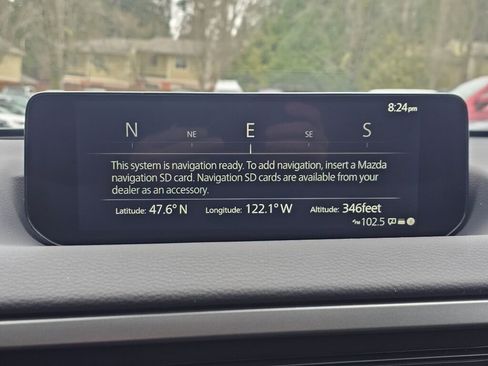 8:24pm
N NE E SE S
This system is navigation ready. To add navigation, insert a Mazda
navigation SD card. Navigation SD cards are available from your
dealer as an accessory.
Latitude: 47.6° N Longitude: 122.1° W Altitude: 346feet
FM 102.5